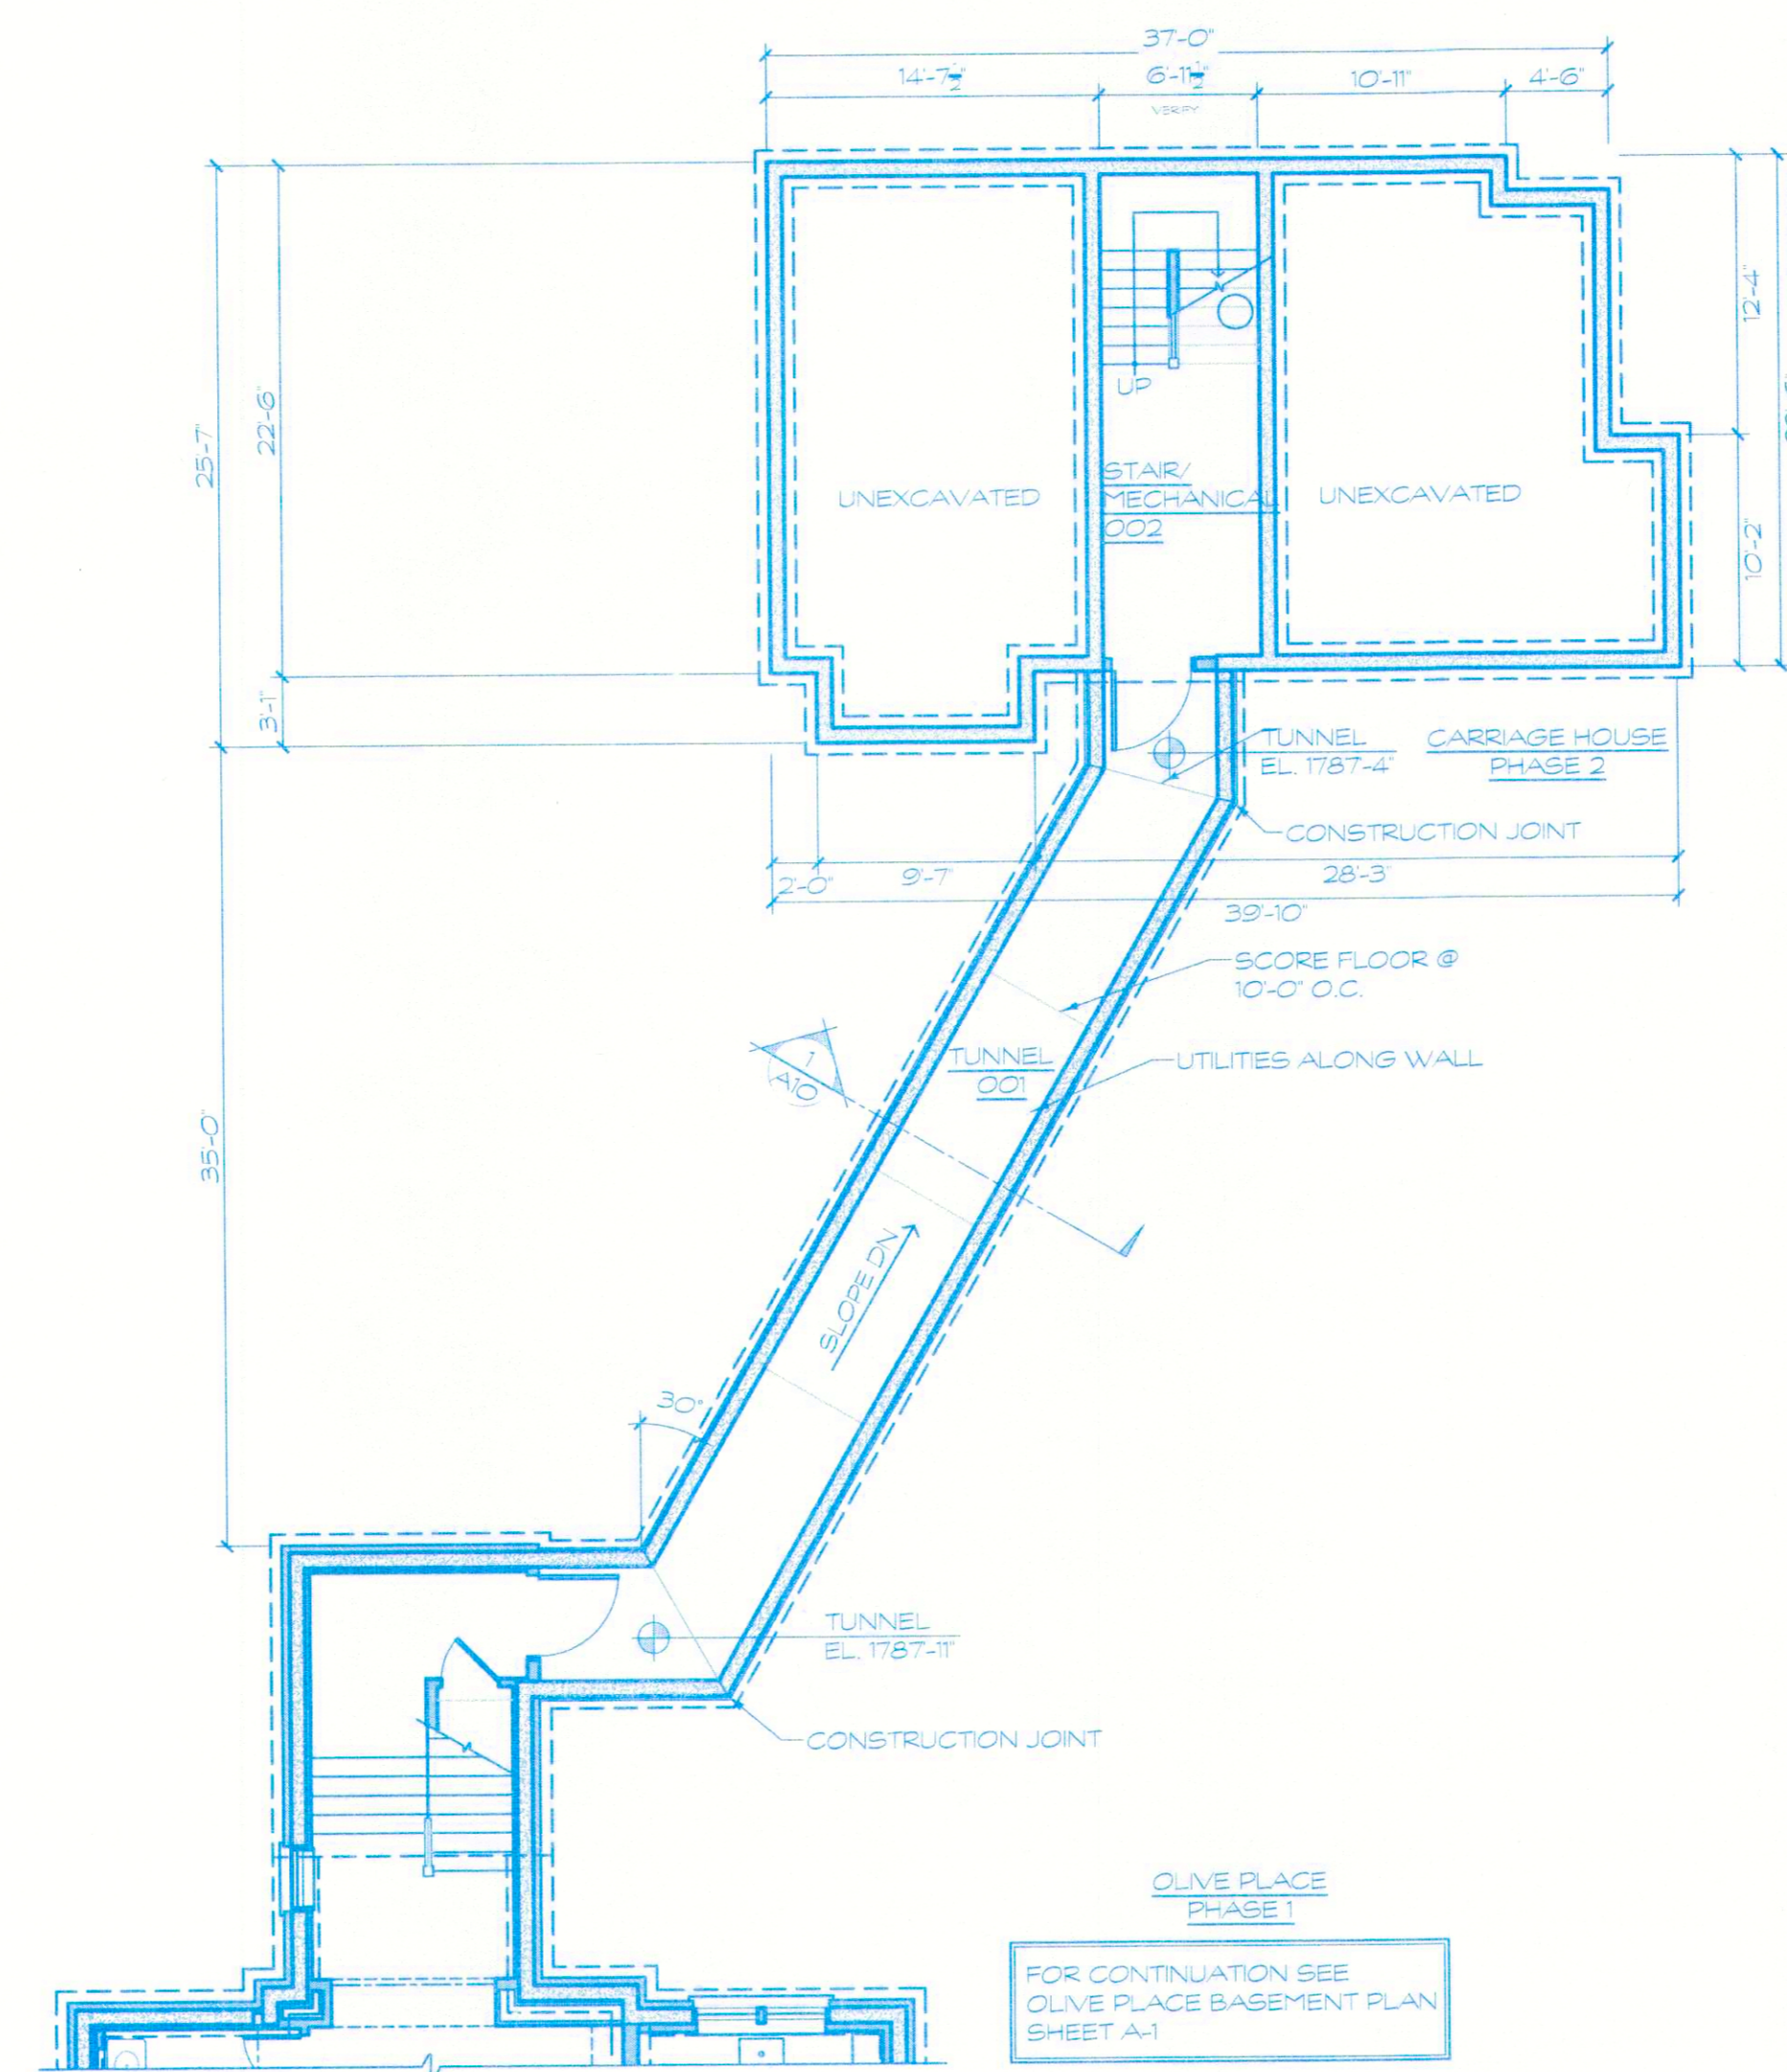 37'-0"
14'-7½"
6'-11½"
10'-11"
4'-6"
VERIFY
12'-4"
25'-7"
22'-6"
UP
STAIR/
MECHANICAL
002
UNEXCAVATED
UNEXCAVATED
10'-2"
3'-1"
TUNNEL
EL. 1787'-4"
CARRIAGE HOUSE
PHASE 2
CONSTRUCTION JOINT
2'-0"
9'-7"
28'-3"
39'-10"
SCORE FLOOR @
10'-0" O.C.
1
A10
TUNNEL
001
UTILITIES ALONG WALL
35'-0"
SLOPE DN
30°
TUNNEL
EL. 1787'-11"
CONSTRUCTION JOINT
OLIVE PLACE
PHASE 1
FOR CONTINUATION SEE
OLIVE PLACE BASEMENT PLAN
SHEET A-1